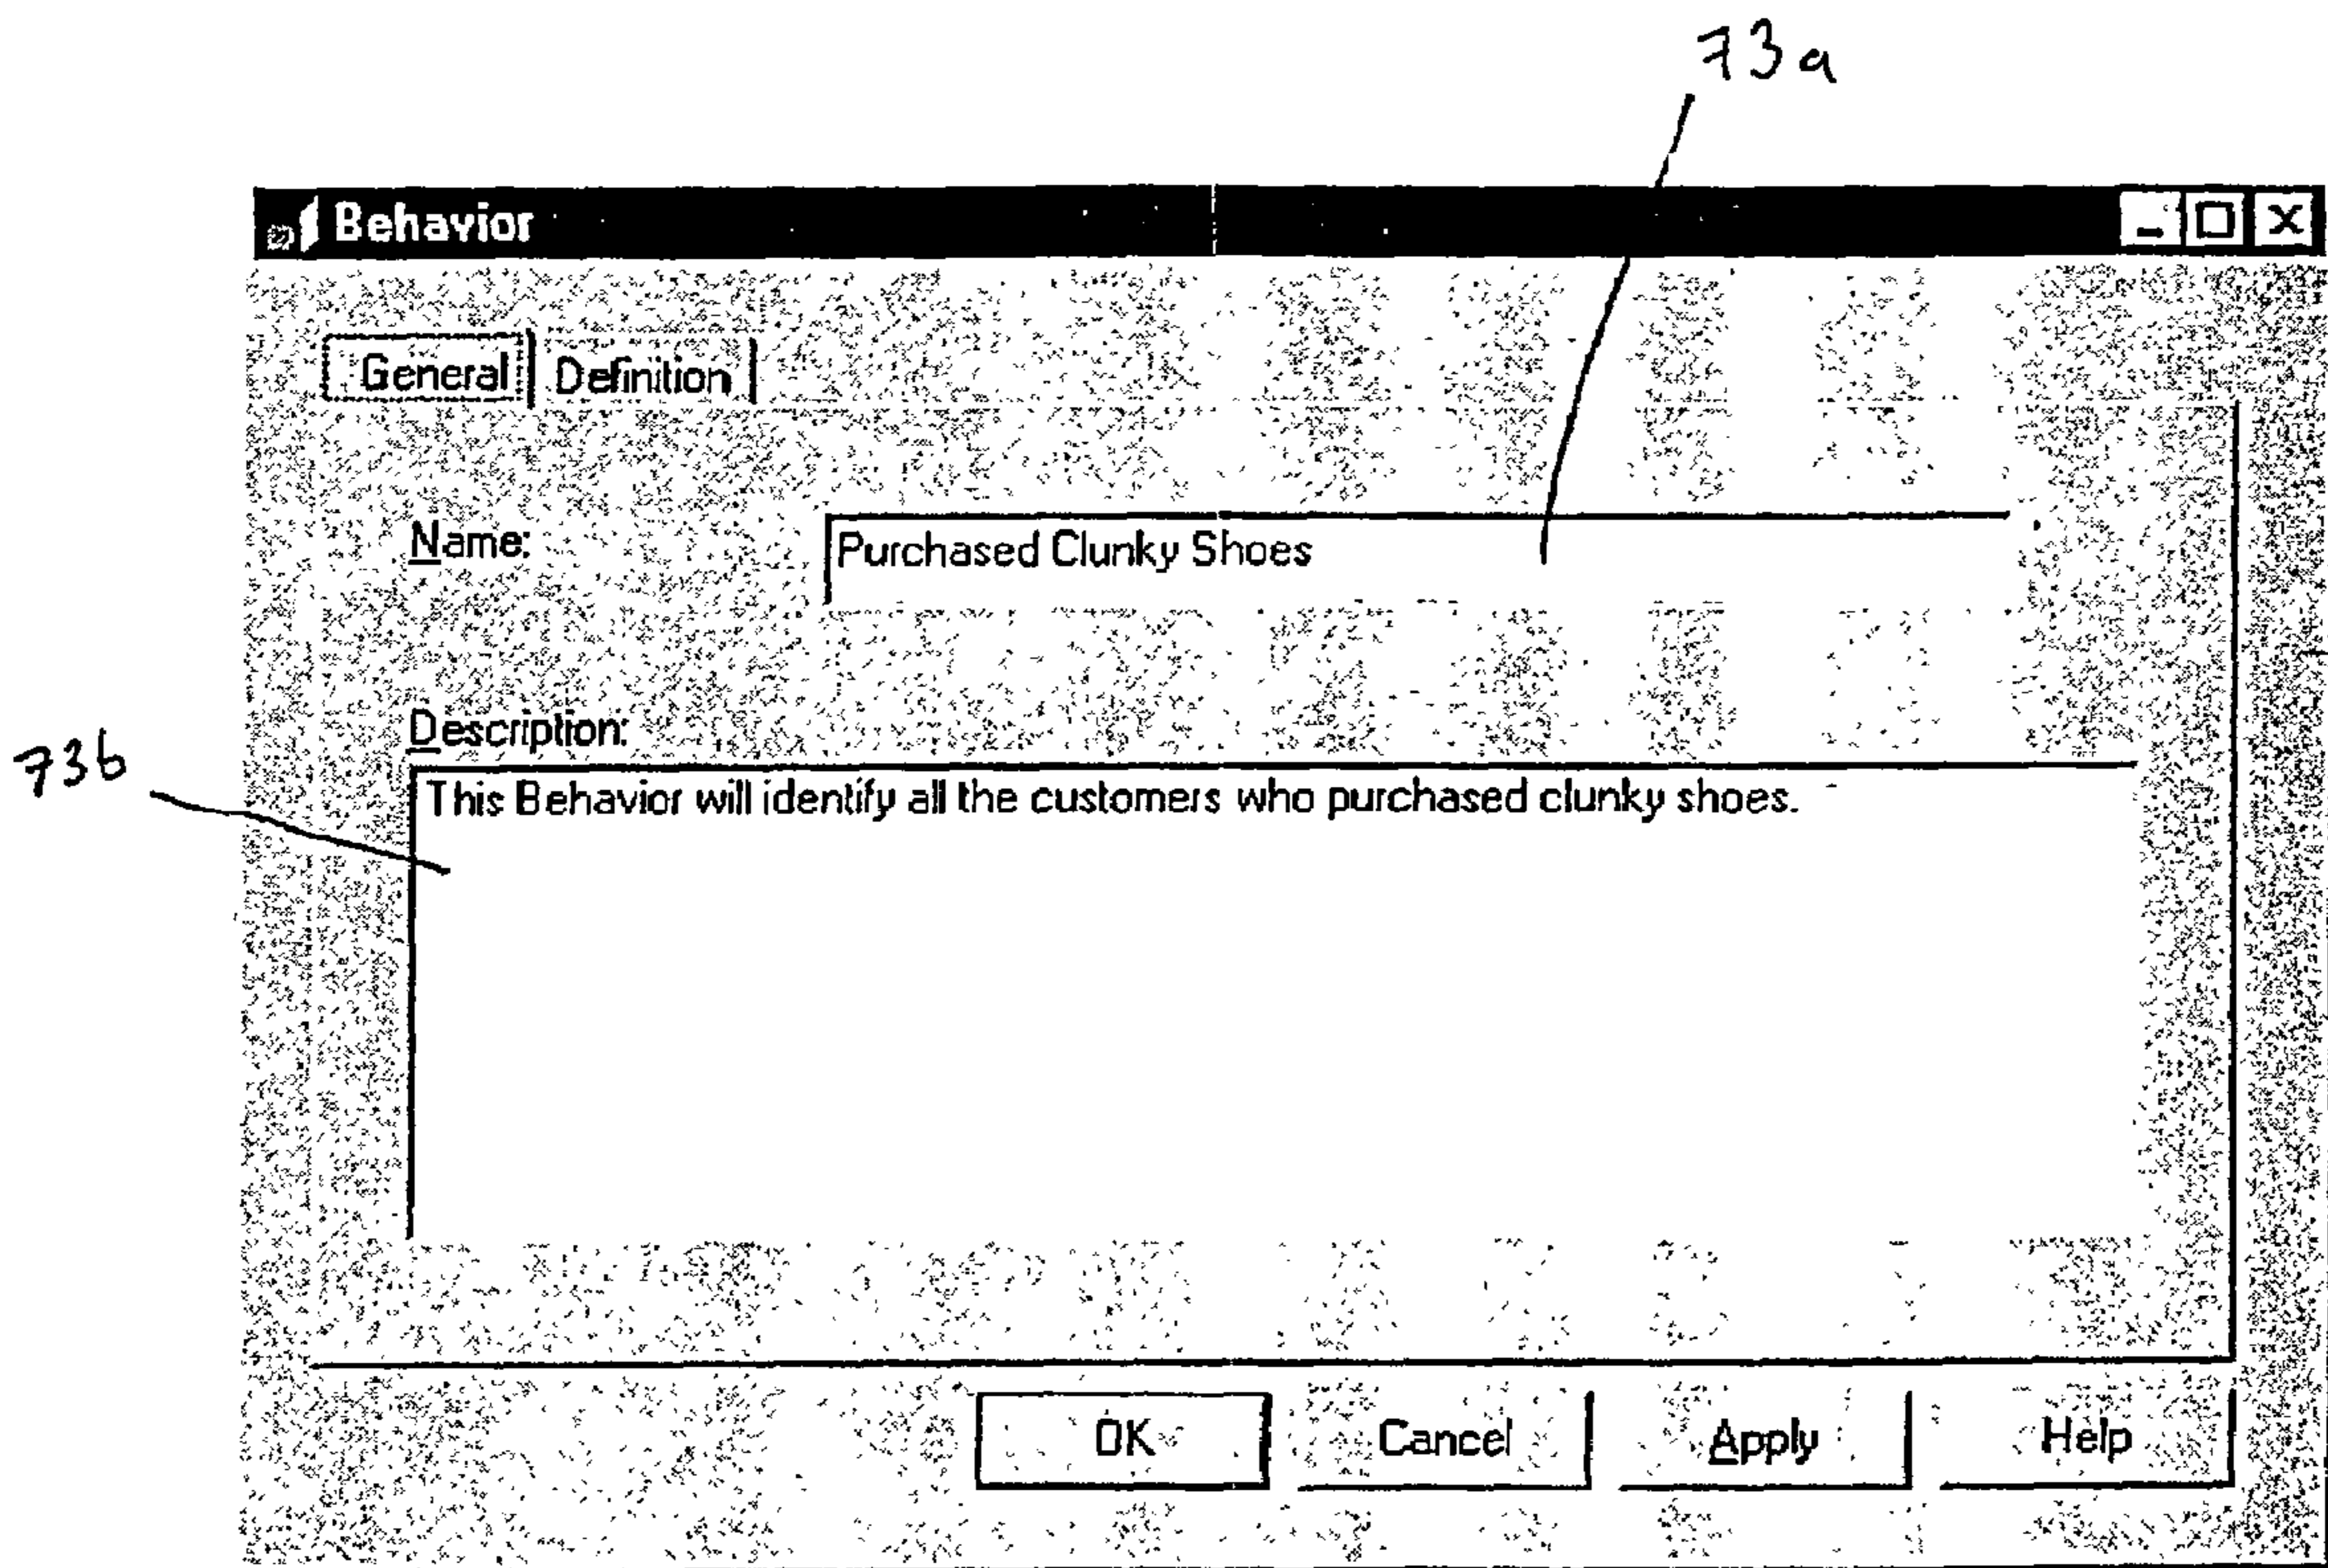 73a
Behavior
General Definition
Name: Purchased Clunky Shoes
Description:
73b
This Behavior will identify all the customers who purchased clunky shoes.
OK Cancel Apply Help